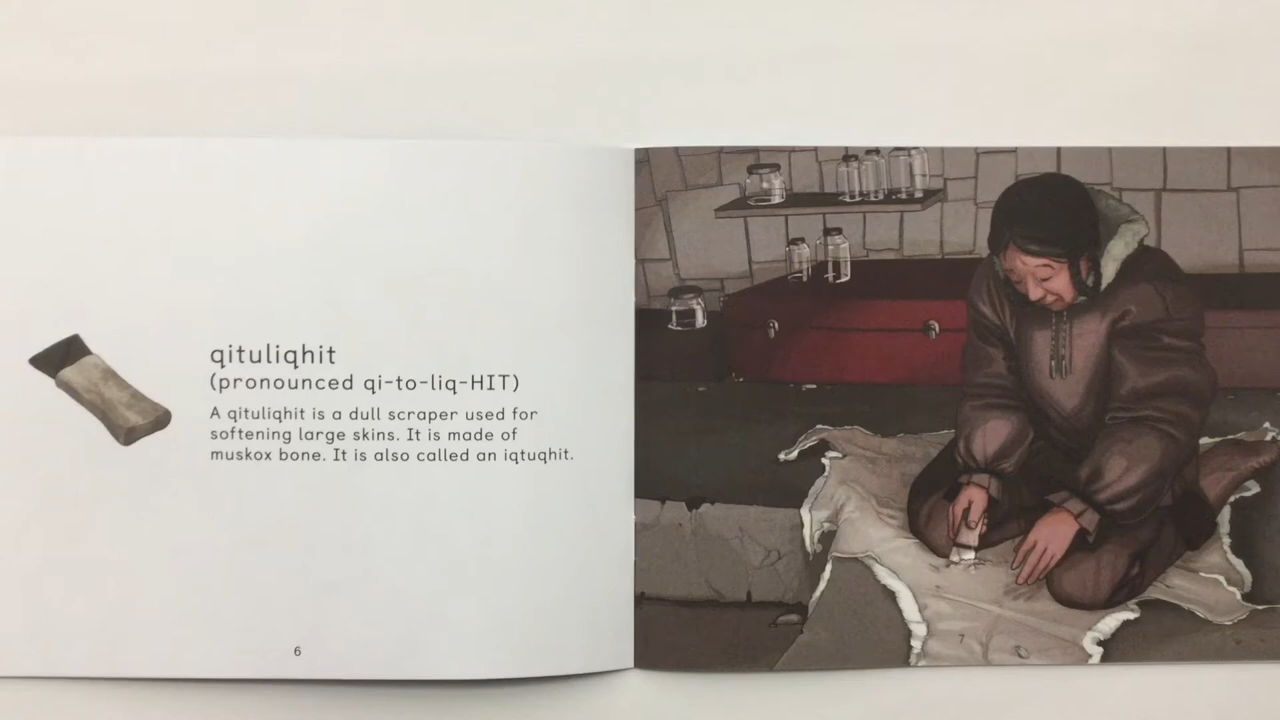 qituliqhit
(pronounced qi-to-liq-HIT)
A qituliqhit is a dull scraper used for
softening large skins. It is made of
muskox bone. It is also called an iqtuqhit.
6
7